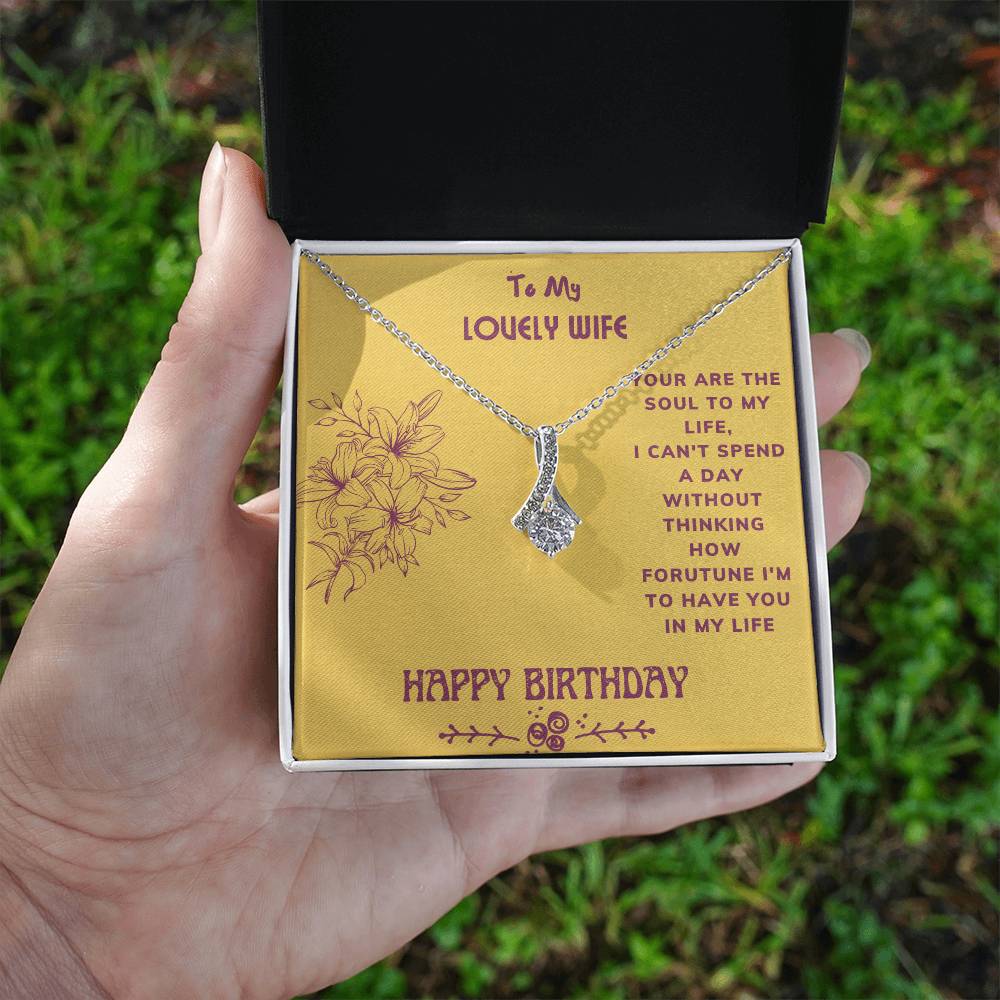 To My
LOVELY WIFE
YOUR ARE THE
SOUL TO MY
LIFE,
I CAN'T SPEND
A DAY
WITHOUT
THINKING
HOW
FORUTUNE I'M
TO HAVE YOU
IN MY LIFE
HAPPY BIRTHDAY